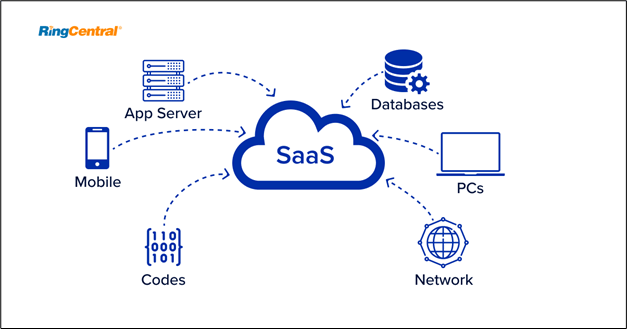 RingCentral®
App Server
Databases
SaaS
Mobile
PCs
110
000
101
Codes
Network